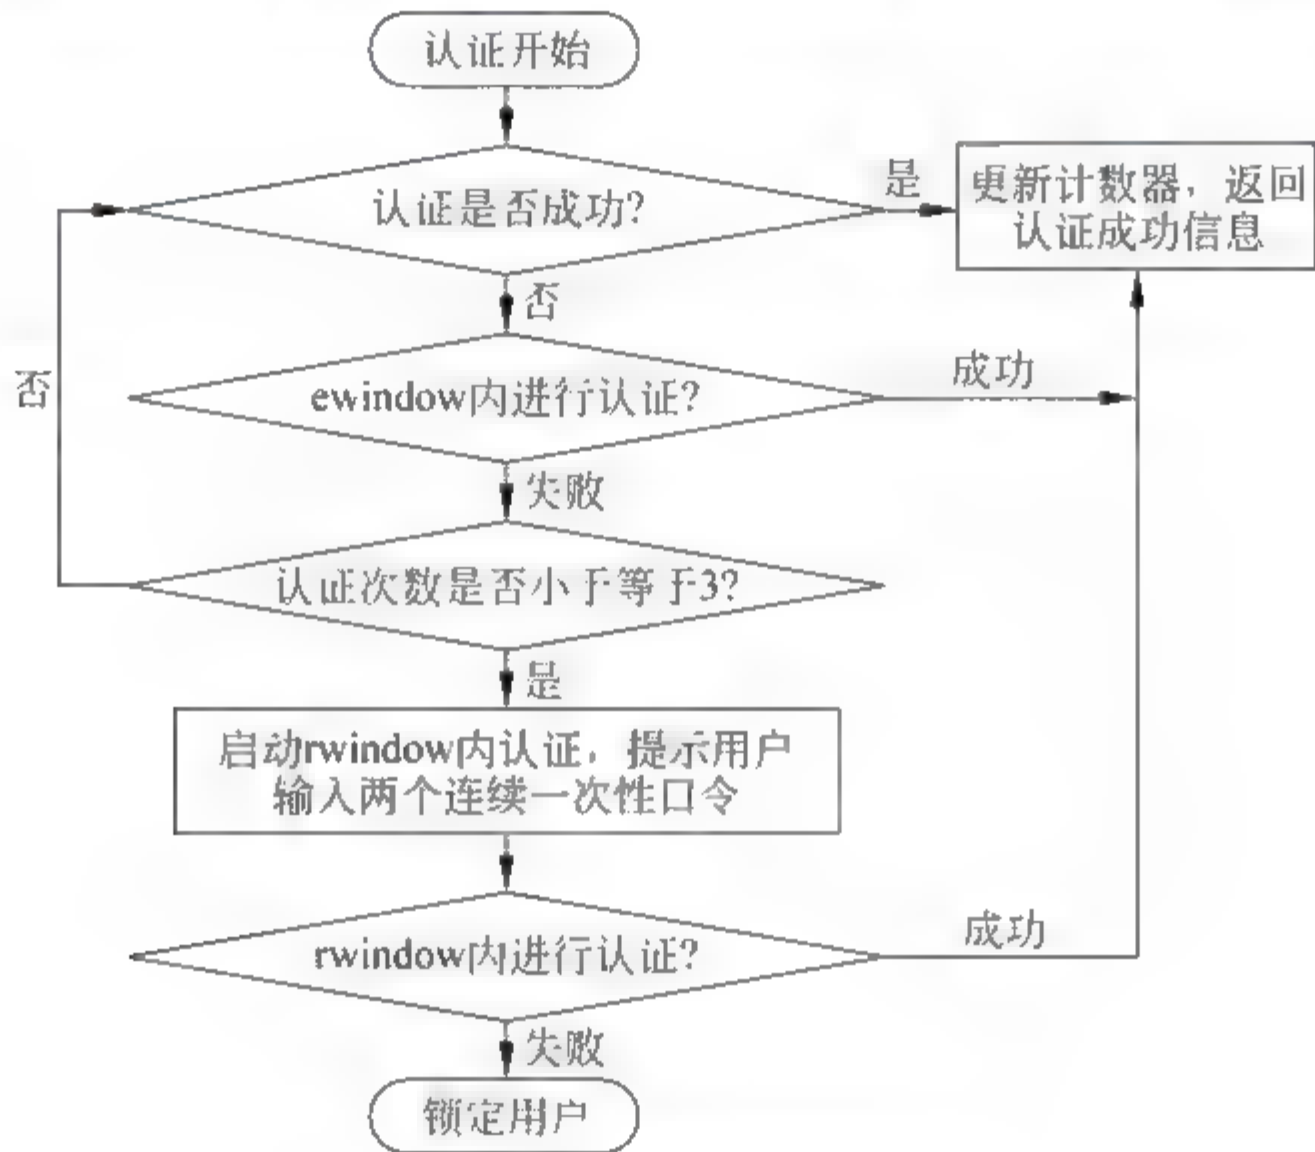 认证开始
认证是否成功?
是
更新计数器，返回
认证成功信息
否
ewindow内进行认证?
成功
否
失败
认证次数是否小于等于3?
是
启动rwindow内认证，提示用户
输入两个连续一次性口令
rwindow内进行认证?
成功
失败
锁定用户